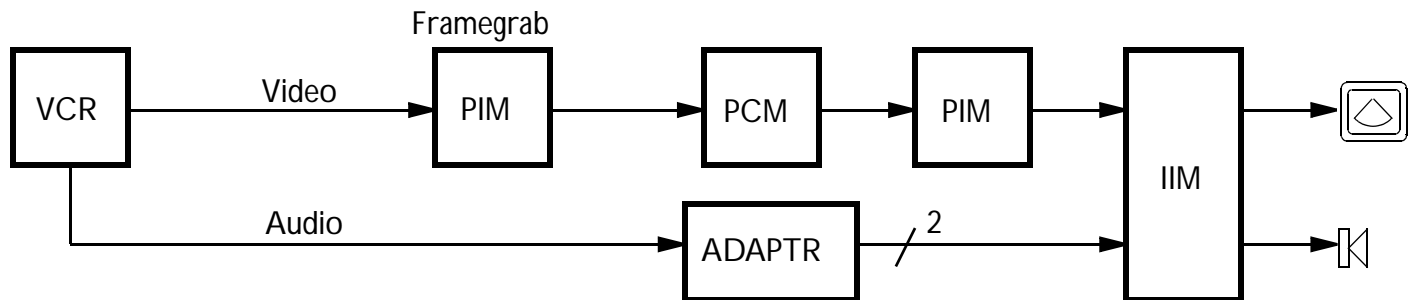 Framegrab
VCR
Video
PIM
PCM
PIM
IIM
Audio
ADAPTR
2